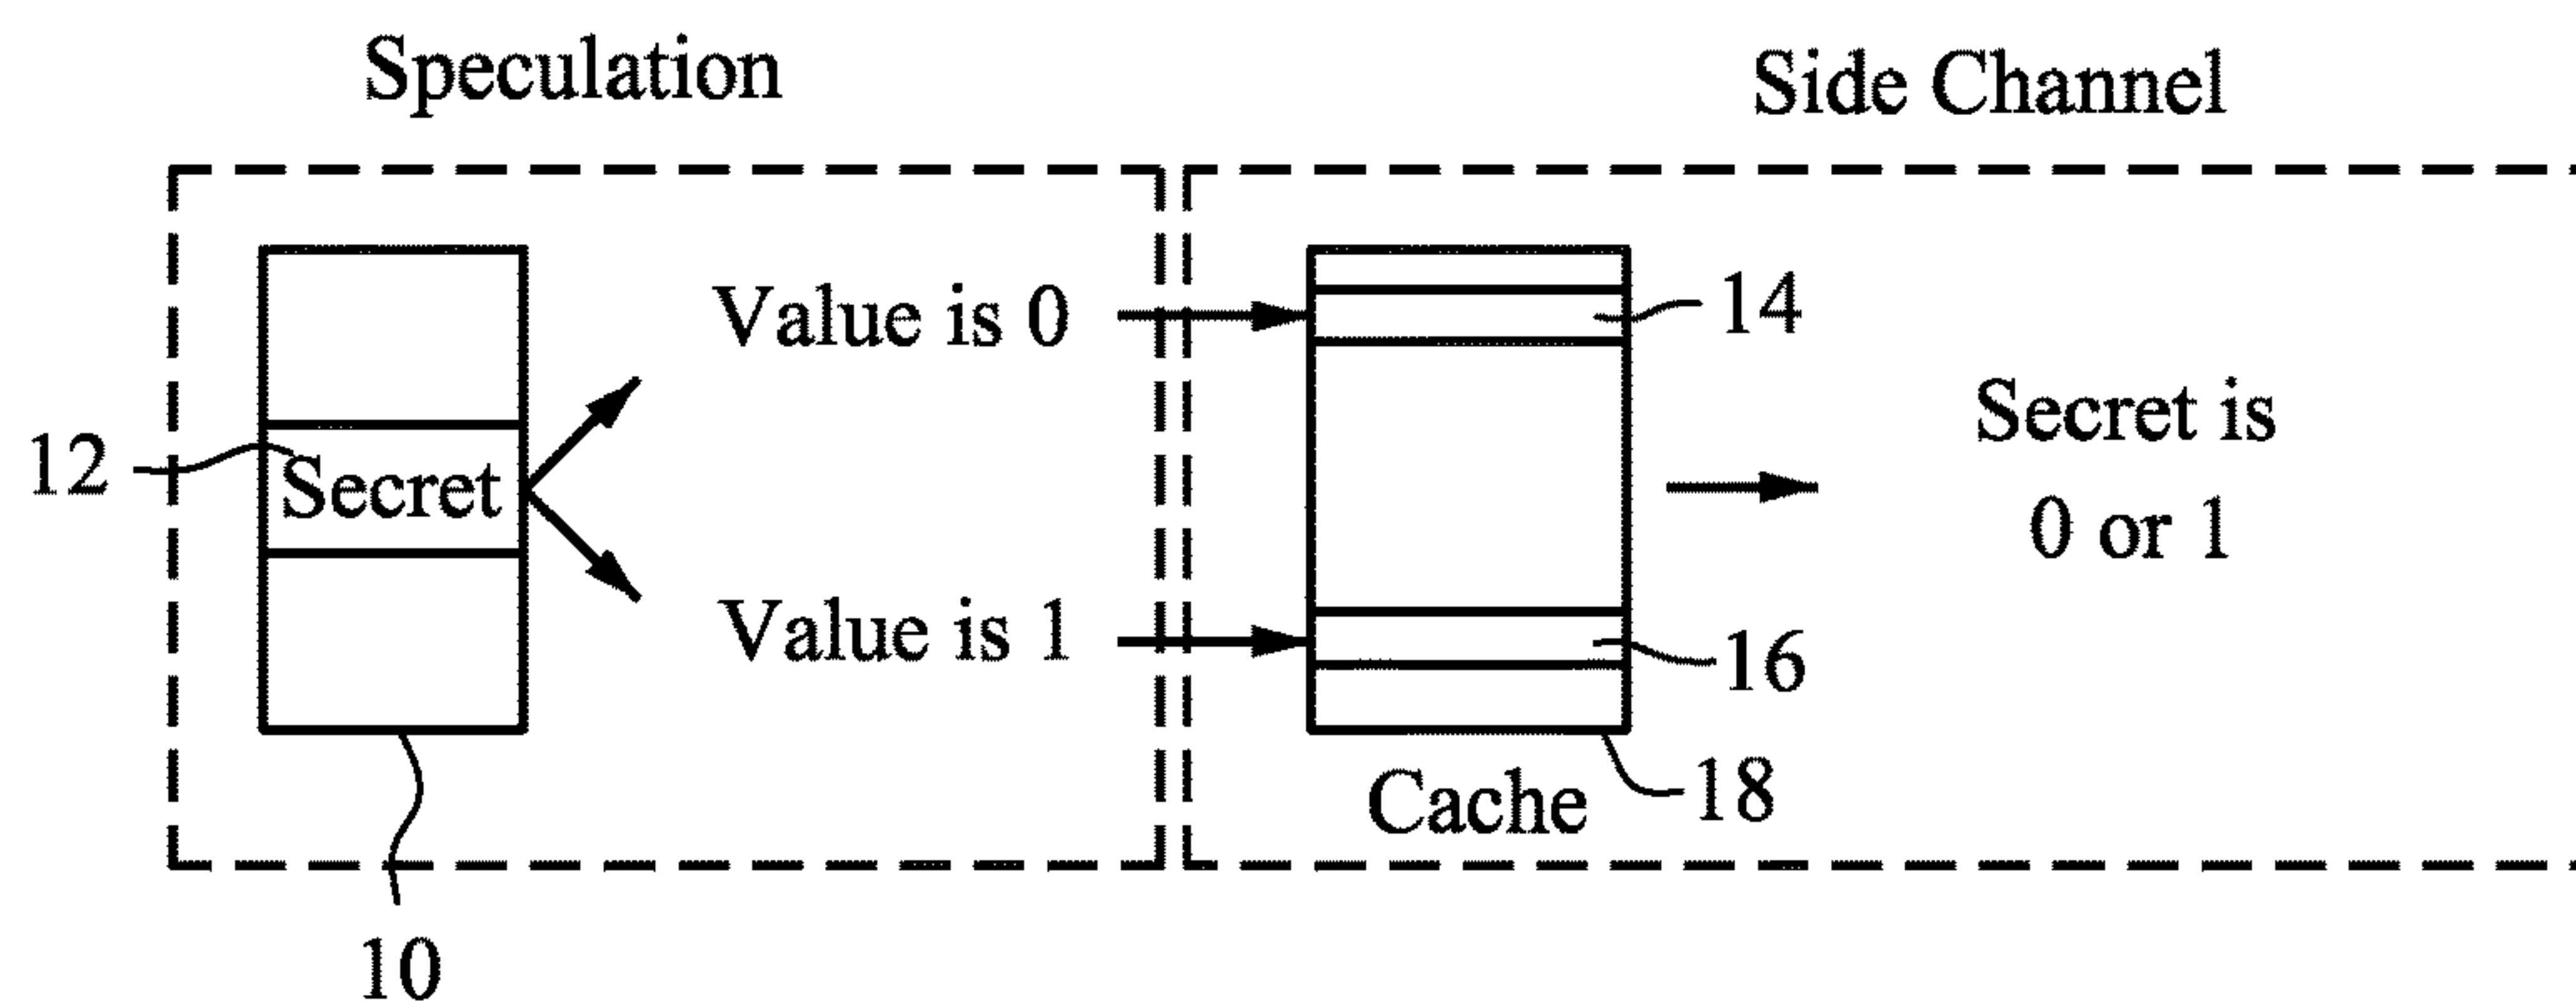 Speculation
Side Channel
Value is 0
14
12
Secret
Secret is
0 or 1
Value is 1
16
Cache
18
10